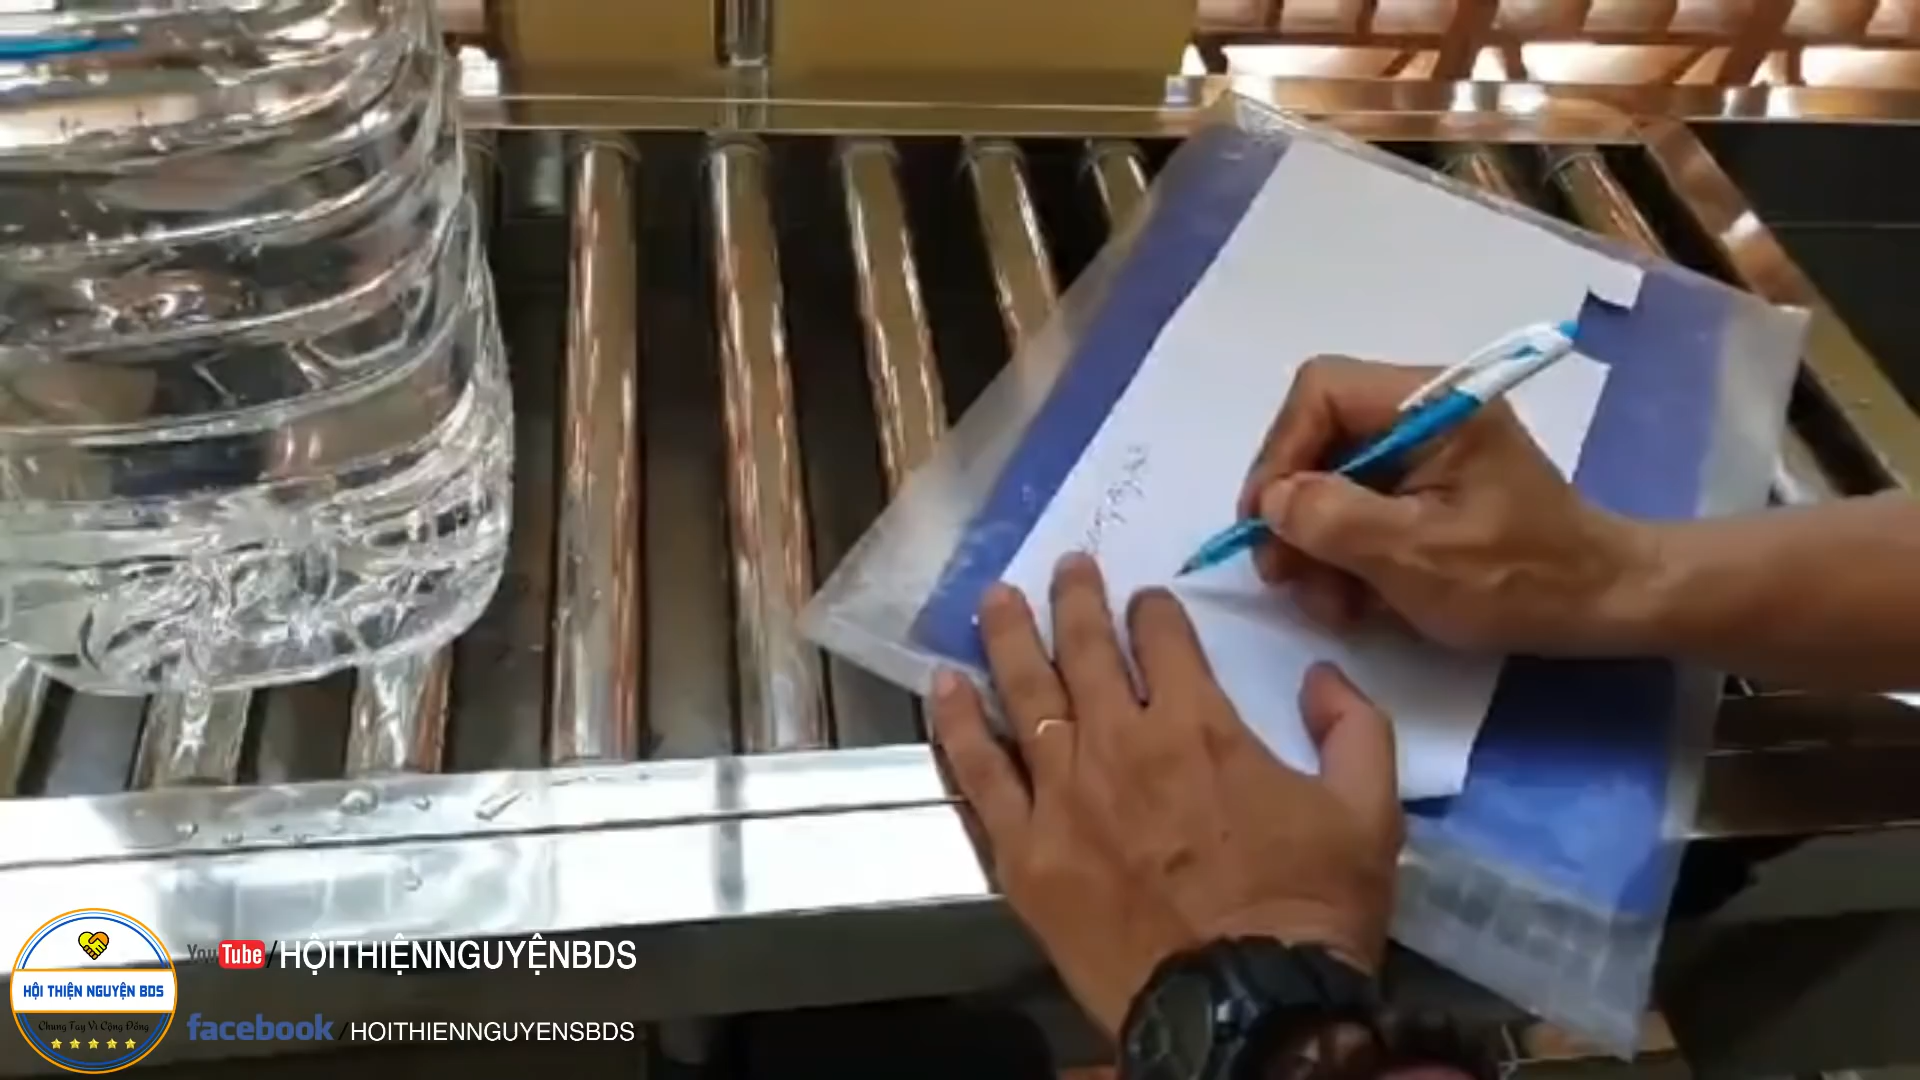 YouTube/HỘITHIỆNNGUYỆNBDS
HỘI THIỆN NGUYỆN BDS
Chung Tay Vì Cộng Đồng
facebook/HOITHIENNGUYENSBDS